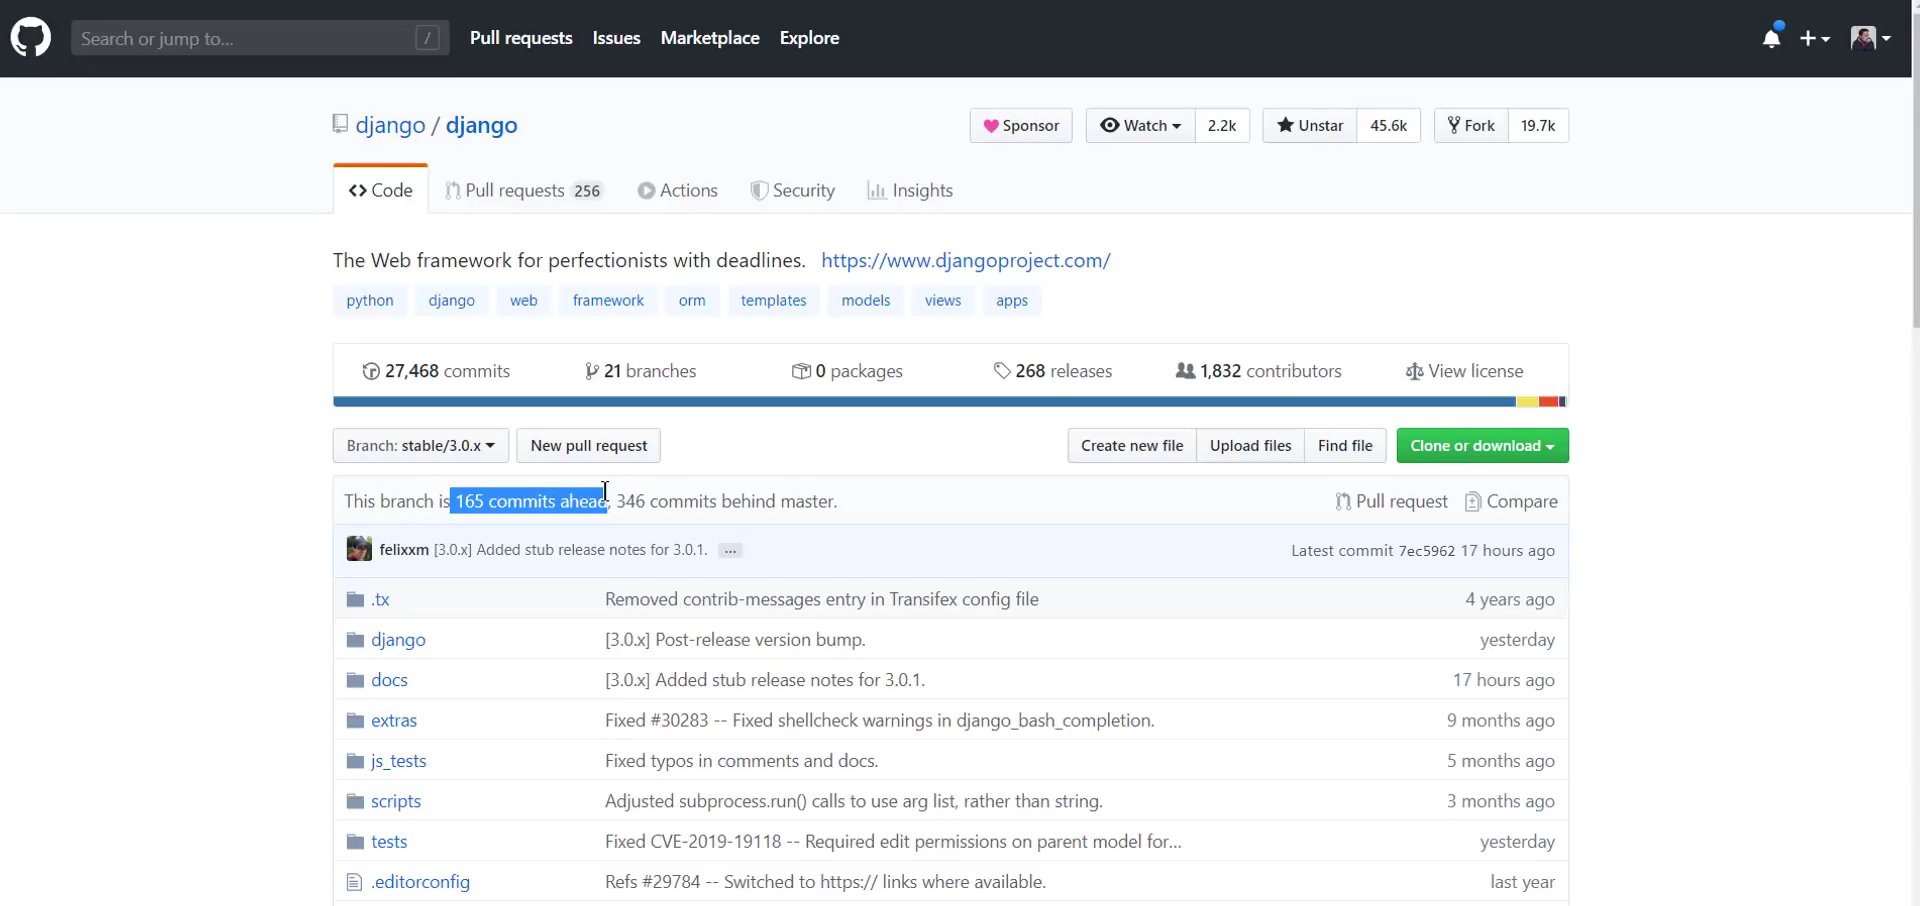 Search or jump to... / Pull requests Issues Marketplace Explore
django / django Sponsor Watch 2.2k Unstar 45.6k Fork 19.7k
Code Pull requests 256 Actions Security Insights
The Web framework for perfectionists with deadlines. https://www.djangoproject.com/
python django web framework orm templates models views apps
27,468 commits 21 branches 0 packages 268 releases 1,832 contributors View license
Branch: stable/3.0.x New pull request Create new file Upload files Find file Clone or download
This branch is 165 commits ahead, 346 commits behind master. Pull request Compare
felixxm [3.0.x] Added stub release notes for 3.0.1. ... Latest commit 7ec5962 17 hours ago
.tx Removed contrib-messages entry in Transifex config file 4 years ago
django [3.0.x] Post-release version bump. yesterday
docs [3.0.x] Added stub release notes for 3.0.1. 17 hours ago
extras Fixed #30283 -- Fixed shellcheck warnings in django_bash_completion. 9 months ago
js_tests Fixed typos in comments and docs. 5 months ago
scripts Adjusted subprocess.run() calls to use arg list, rather than string. 3 months ago
tests Fixed CVE-2019-19118 -- Required edit permissions on parent model for... yesterday
.editorconfig Refs #29784 -- Switched to https:// links where available. last year